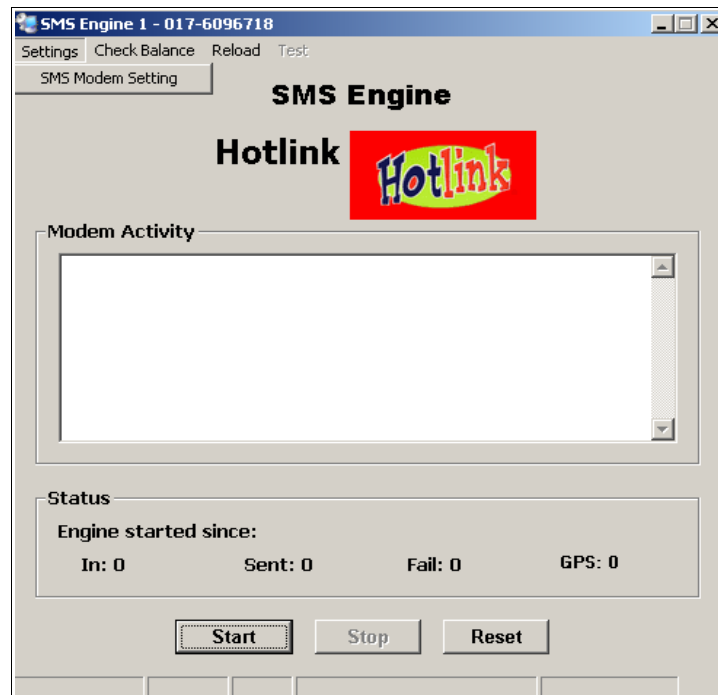 SMS Engine 1 - 017-6096718
Settings Check Balance Reload Test
SMS Modem Setting
SMS Engine
Hotlink Hotlink
Modem Activity
Status
Engine started since:
In: 0 Sent: 0 Fail: 0 GPS: 0
Start Stop Reset